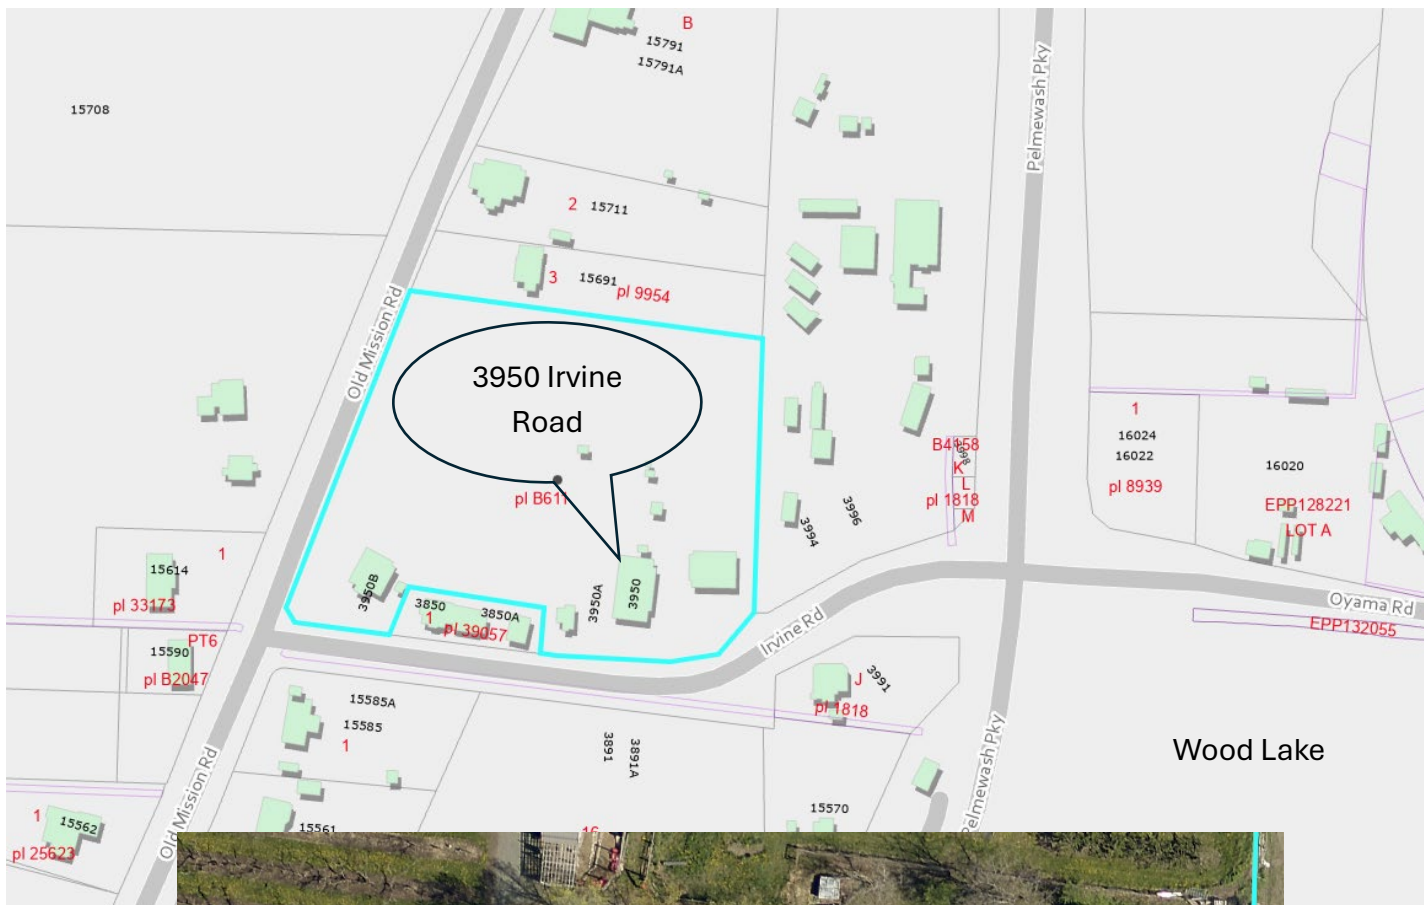 B
15791
15791A
15708
Pelmewash Pky
2 15711
3 15691 pl 9954
Old Mission Rd
3950 Irvine
Road
pl B611
1
16024
16022
pl 8939
16020
EPP128221
LOT A
B4158
3998
K
L
pl 1818
M
3996
3994
3950B
3950A
3950
3850
3850A
1
pl 39057
1
15614
pl 33173
PT6
15590
pl B2047
Irvine Rd
Oyama Rd
EPP132055
J
3991
pl 1818
15585A
15585
1
3891
3891A
Wood Lake
Old Mission Rd
Pelmewash Pky
15570
1
15562
pl 25623
15561
16